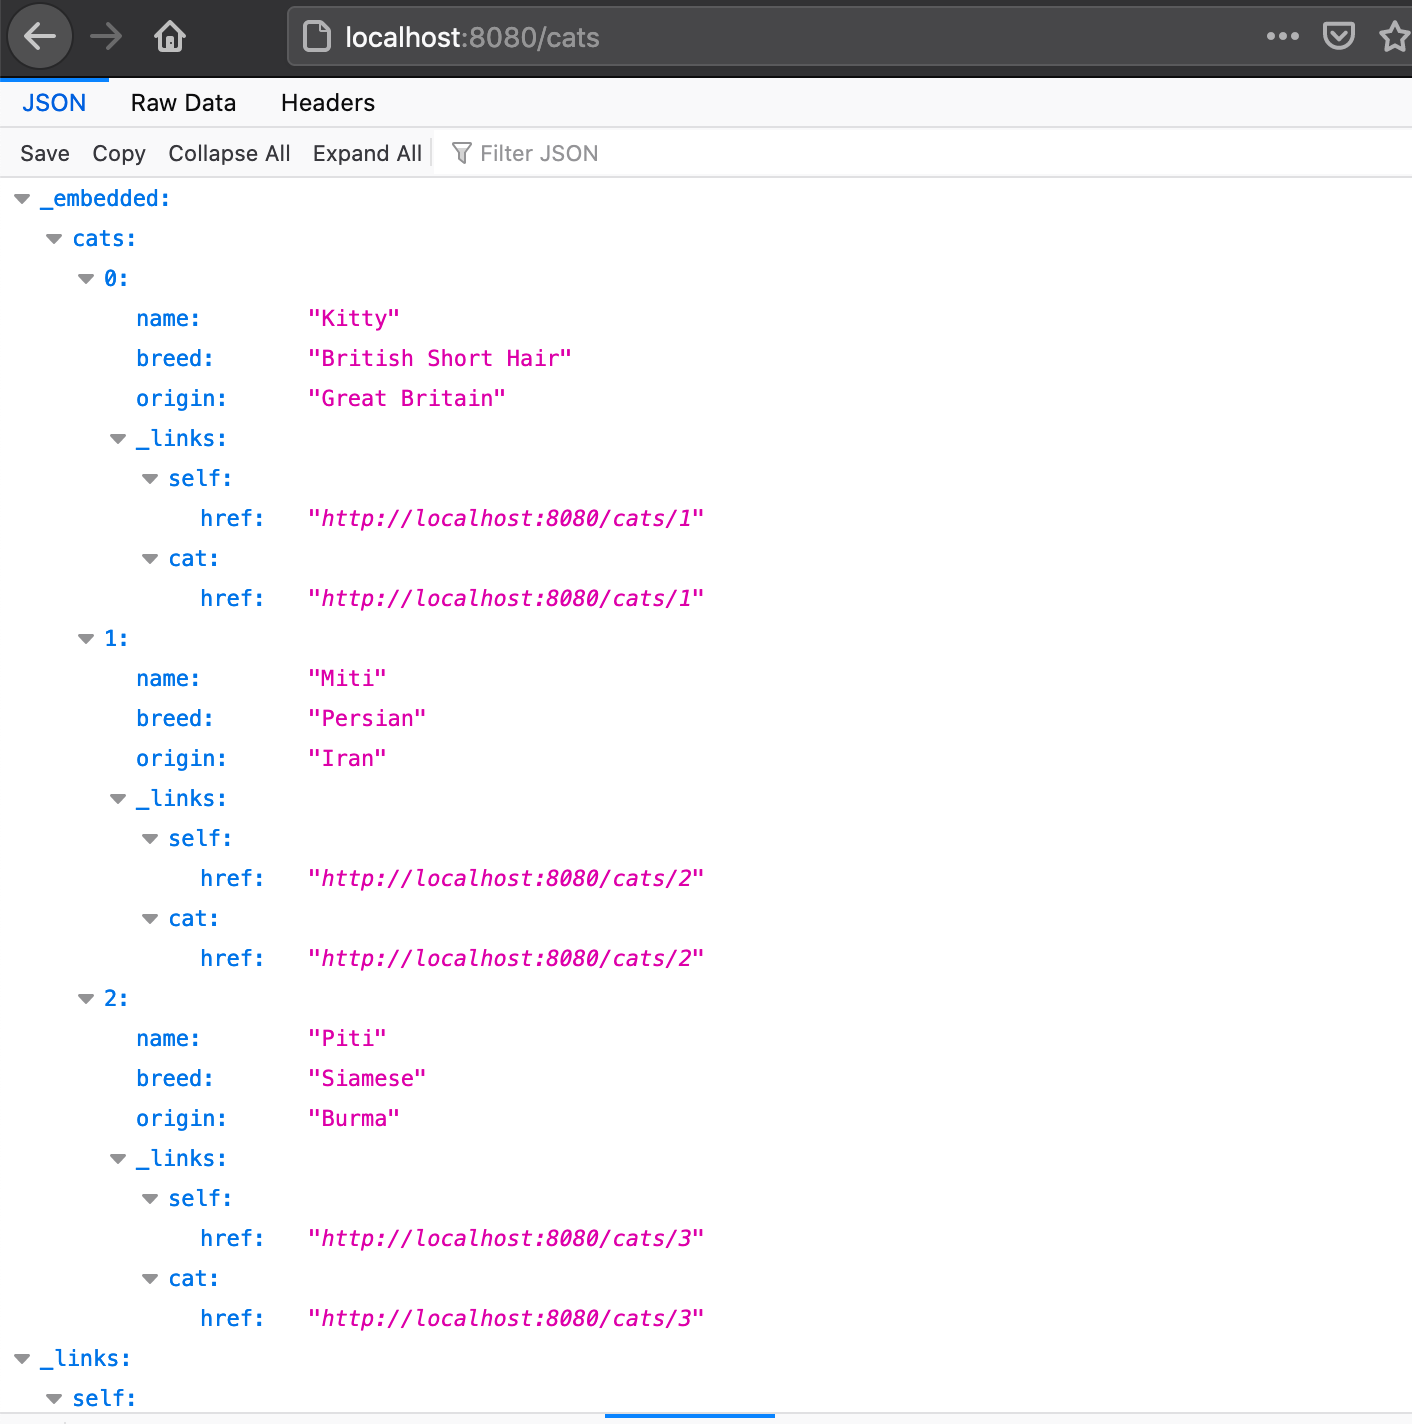 localhost:8080/cats
JSON Raw Data Headers
Save Copy Collapse All Expand All Filter JSON
_embedded:
cats:
0:
name: "Kitty"
breed: "British Short Hair"
origin: "Great Britain"
_links:
self:
href: "http://localhost:8080/cats/1"
cat:
href: "http://localhost:8080/cats/1"
1:
name: "Miti"
breed: "Persian"
origin: "Iran"
_links:
self:
href: "http://localhost:8080/cats/2"
cat:
href: "http://localhost:8080/cats/2"
2:
name: "Piti"
breed: "Siamese"
origin: "Burma"
_links:
self:
href: "http://localhost:8080/cats/3"
cat:
href: "http://localhost:8080/cats/3"
_links:
self: